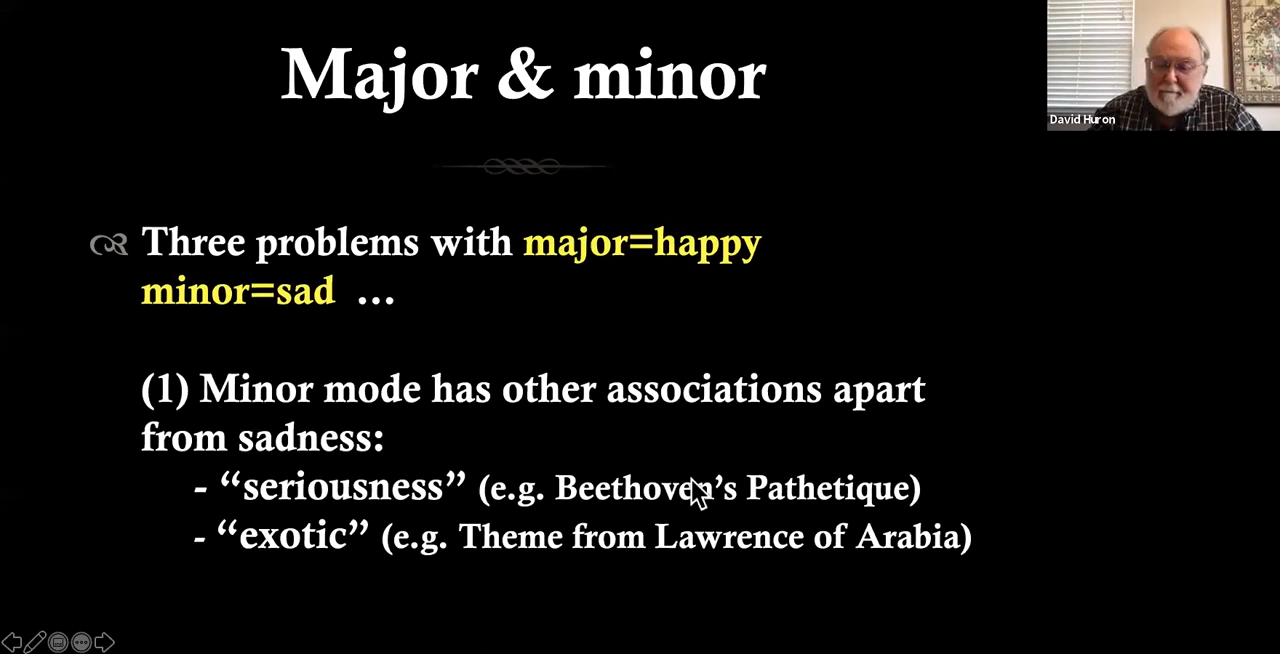 Major & minor
David Huron
Three problems with major=happy
minor=sad ...
(1) Minor mode has other associations apart
from sadness:
- “seriousness” (e.g. Beethoven’s Pathetique)
- “exotic” (e.g. Theme from Lawrence of Arabia)